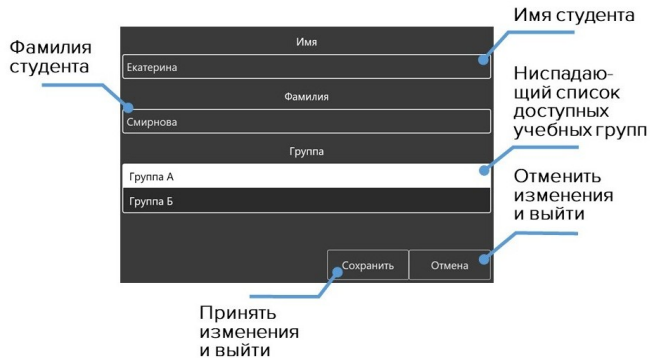 Имя студента
Фамилия
студента
Имя
Екатерина
Фамилия
Смирнова
Ниспадаю-
щий список
доступных
учебных групп
Группа
Группа А
Группа Б
Отменить
изменения
и выйти
Сохранить
Отмена
Принять
изменения
и выйти